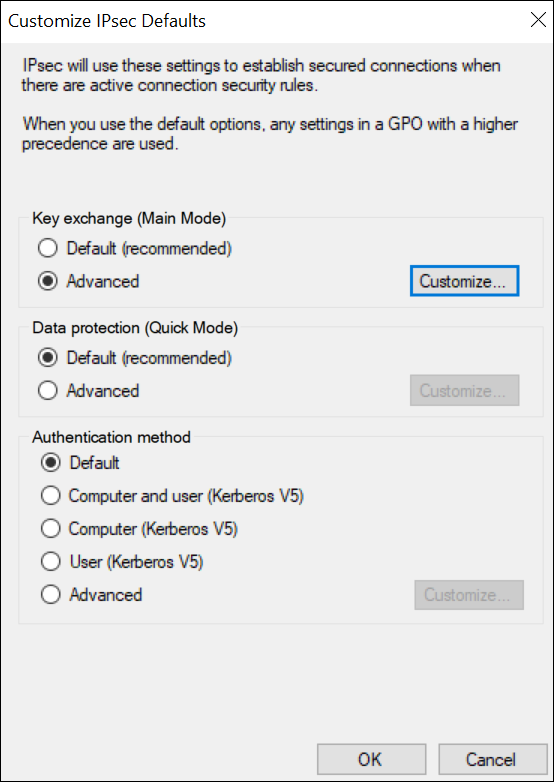 Customize IPsec Defaults
IPsec will use these settings to establish secured connections when
there are active connection security rules.
When you use the default options, any settings in a GPO with a higher
precedence are used.
Key exchange (Main Mode)
Default (recommended)
Advanced
Customize...
Data protection (Quick Mode)
Default (recommended)
Advanced
Customize...
Authentication method
Default
Computer and user (Kerberos V5)
Computer (Kerberos V5)
User (Kerberos V5)
Advanced
Customize...
OK
Cancel